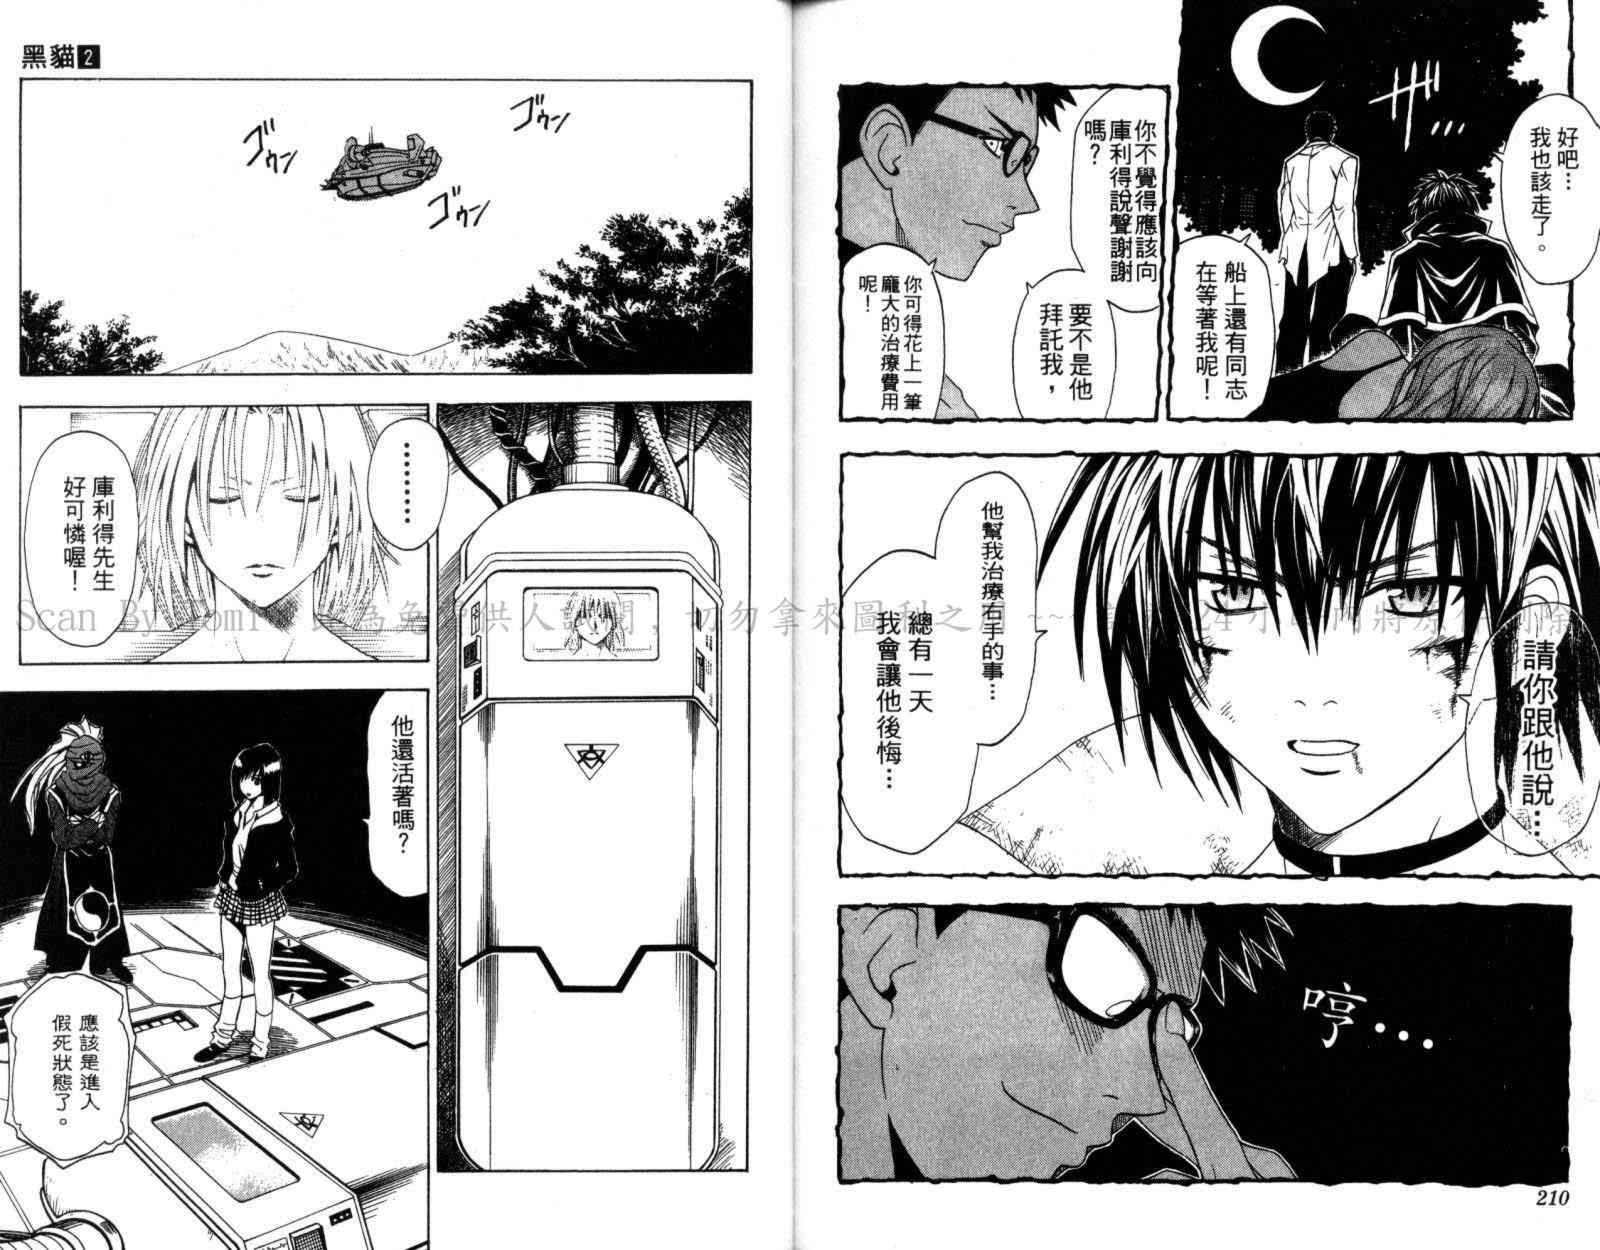 好吧…
我也該走了。
船上還有同志
在等著我呢！
你不覺得應該向
庫利得說聲謝謝
嗎？
要不是他
拜託我，
你可得花上一筆
龐大的治療費用
呢！
請你跟他說…
他幫我治療右手的事…
總有一天
我會讓他後悔…
哼…
210
黑貓2
ゴウン
ゴウン
ゴウン
………
庫利得先生
好可憐喔！
他還活著嗎？
應該是進入
假死狀態了。